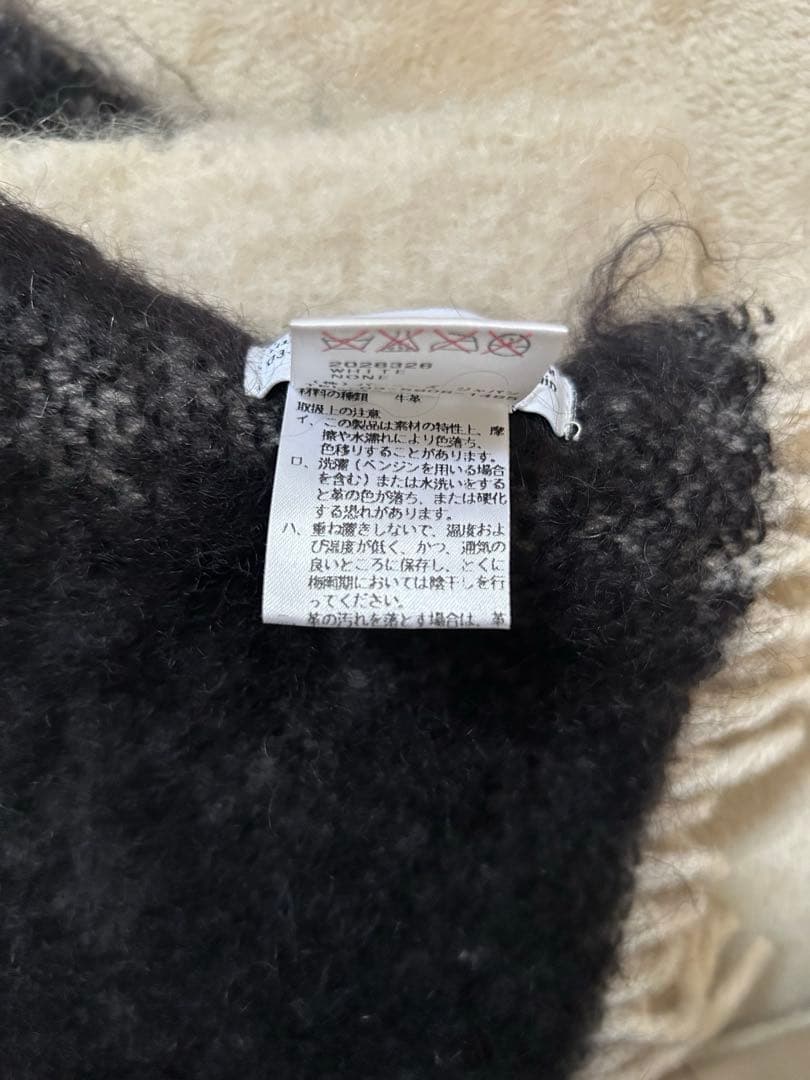 2026326
WHITE
NONE
材料の種類 牛革
取扱上の注意
イ、この製品は素材の特性上、摩
擦や水濡れにより色落ち、
色移りすることがあります。
ロ、洗濯（ベンジンを用いる場合
を含む）または水洗いをする
と革の色が落ち、または硬化
する恐れがあります。
ハ、重ね置きしないで、温度およ
び湿度が低く、かつ、通気の
良いところに保存し、とくに
梅雨期においては陰干しを行
ってください。
革の汚れを落とす場合は、革